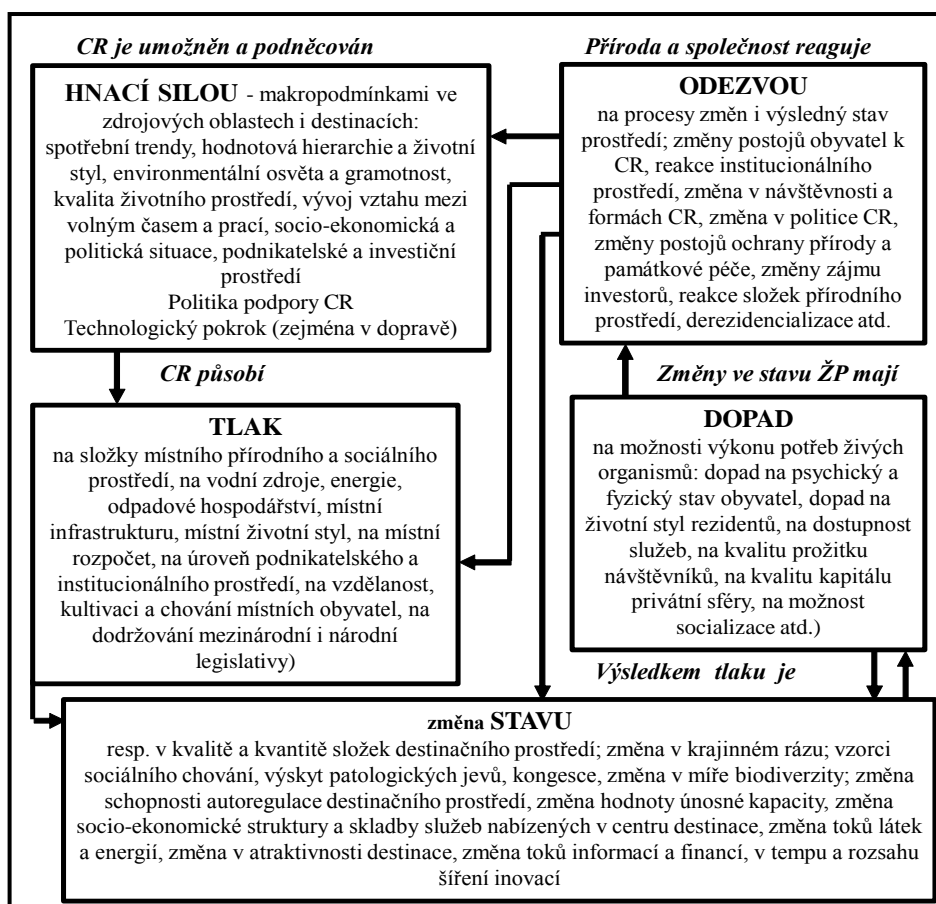 CR je umožněn a podněcován
HNACÍ SILOU - makropodmínkami ve
zdrojových oblastech i destinacích:
spotřební trendy, hodnotová hierarchie a životní
styl, environmentální osvěta a gramotnost,
kvalita životního prostředí, vývoj vztahu mezi
volným časem a prací, socio-ekonomická a
politická situace, podnikatelské a investiční
prostředí
Politika podpory CR
Technologický pokrok (zejména v dopravě)
Příroda a společnost reaguje
ODEZVOU
na procesy změn i výsledný stav
prostředí; změny postojů obyvatel k
CR, reakce institucionálního
prostředí, změna v návštěvnosti a
formách CR, změna v politice CR,
změny postojů ochrany přírody a
památkové péče, změny zájmu
investorů, reakce složek přírodního
prostředí, derezidencializace atd.
CR působí
TLAK
na složky místního přírodního a sociálního
prostředí, na vodní zdroje, energie,
odpadové hospodářství, místní
infrastrukturu, místní životní styl, na místní
rozpočet, na úroveň podnikatelského a
institucionálního prostředí, na vzdělanost,
kultivaci a chování místních obyvatel, na
dodržování mezinárodní i národní
legislativy)
Změny ve stavu ŽP mají
DOPAD
na možnosti výkonu potřeb živých
organismů: dopad na psychický a
fyzický stav obyvatel, dopad na
životní styl rezidentů, na dostupnost
služeb, na kvalitu prožitku
návštěvníků, na kvalitu kapitálu
privátní sféry, na možnost
socializace atd.)
Výsledkem tlaku je
změna STAVU
resp. v kvalitě a kvantitě složek destinačního prostředí; změna v krajinném rázu; vzorci
sociálního chování, výskyt patologických jevů, kongesce, změna v míře biodiverzity; změna
schopnosti autoregulace destinačního prostředí, změna hodnoty únosné kapacity, změna
socio-ekonomické struktury a skladby služeb nabízených v centru destinace, změna toků látek
a energií, změna v atraktivnosti destinace, změna toků informací a financí, v tempu a rozsahu
šíření inovací